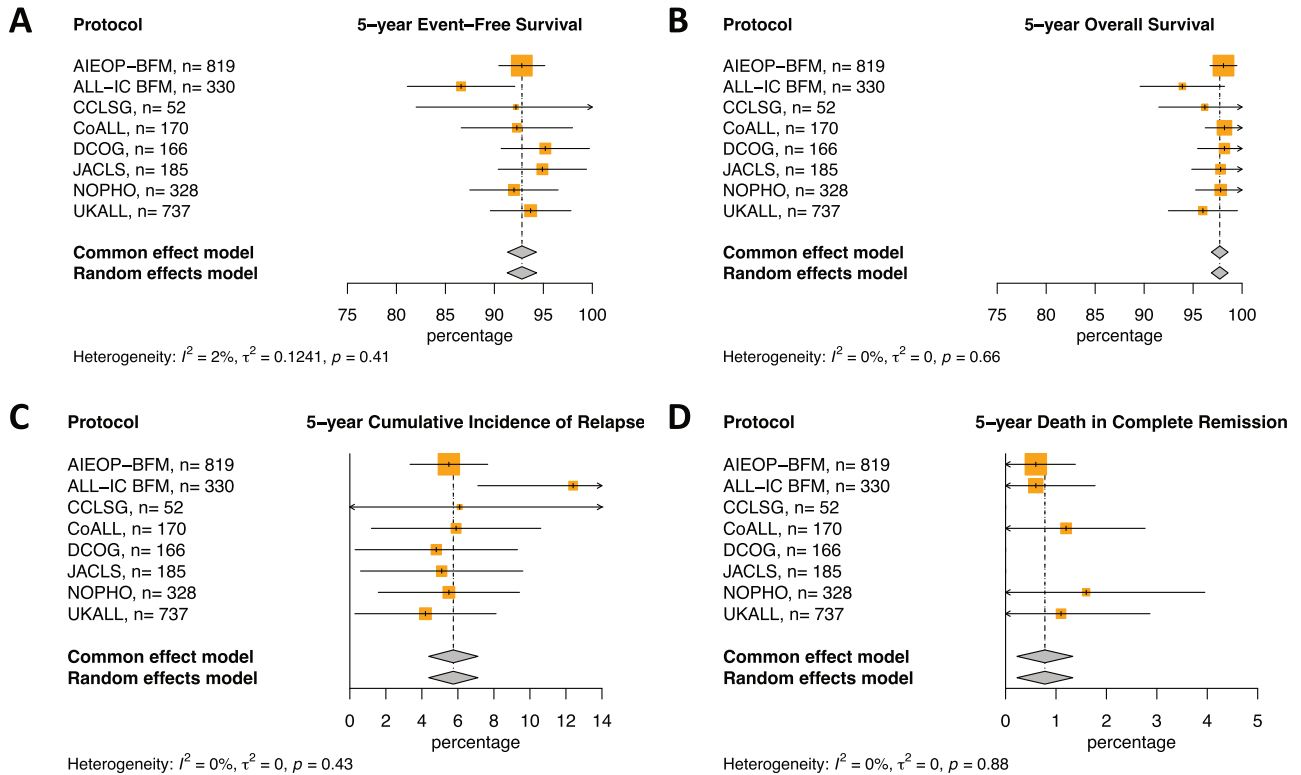 A
Protocol
5−year Event−Free Survival
AIEOP−BFM, n= 819
ALL−IC BFM, n= 330
CCLSG, n= 52
CoALL, n= 170
DCOG, n= 166
JACLS, n= 185
NOPHO, n= 328
UKALL, n= 737
Common effect model
Random effects model
75 80 85 90 95 100
percentage
Heterogeneity: I² = 2%, τ² = 0.1241, p = 0.41
B
Protocol
5−year Overall Survival
AIEOP−BFM, n= 819
ALL−IC BFM, n= 330
CCLSG, n= 52
CoALL, n= 170
DCOG, n= 166
JACLS, n= 185
NOPHO, n= 328
UKALL, n= 737
Common effect model
Random effects model
75 80 85 90 95 100
percentage
Heterogeneity: I² = 0%, τ² = 0, p = 0.66
C
Protocol
5−year Cumulative Incidence of Relapse
AIEOP−BFM, n= 819
ALL−IC BFM, n= 330
CCLSG, n= 52
CoALL, n= 170
DCOG, n= 166
JACLS, n= 185
NOPHO, n= 328
UKALL, n= 737
Common effect model
Random effects model
0 2 4 6 8 10 12 14
percentage
Heterogeneity: I² = 0%, τ² = 0, p = 0.43
D
Protocol
5−year Death in Complete Remission
AIEOP−BFM, n= 819
ALL−IC BFM, n= 330
CCLSG, n= 52
CoALL, n= 170
DCOG, n= 166
JACLS, n= 185
NOPHO, n= 328
UKALL, n= 737
Common effect model
Random effects model
0 1 2 3 4 5
percentage
Heterogeneity: I² = 0%, τ² = 0, p = 0.88